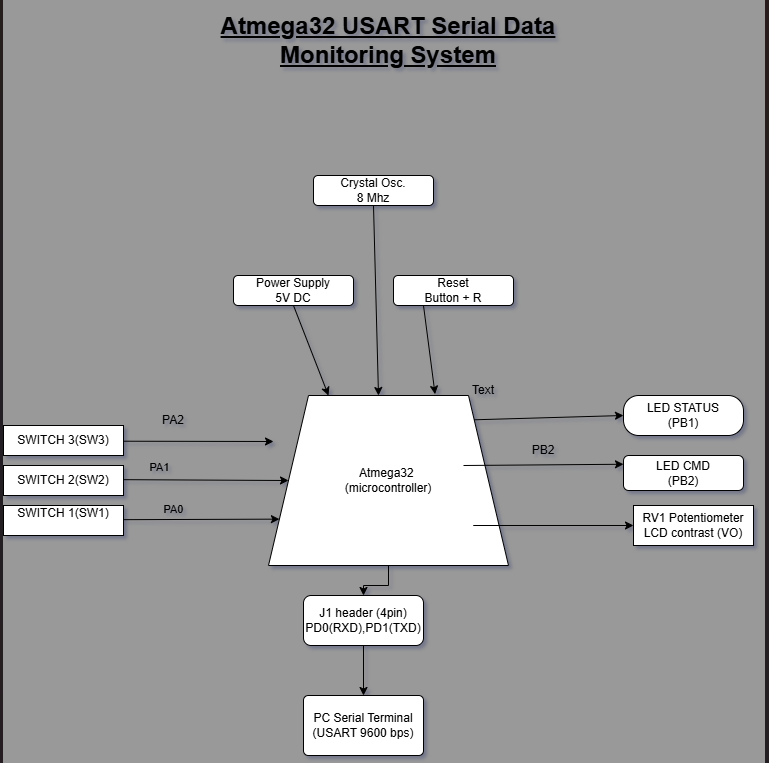 Atmega32 USART Serial Data
Monitoring System
Crystal Osc.
8 Mhz
Power Supply
5V DC
Reset
Button + R
Text
PA2
SWITCH 3(SW3)
PA1
SWITCH 2(SW2)
PA0
SWITCH 1(SW1)
Atmega32
(microcontroller)
LED STATUS
(PB1)
PB2
LED CMD
(PB2)
RV1 Potentiometer
LCD contrast (VO)
J1 header (4pin)
PD0(RXD),PD1(TXD)
PC Serial Terminal
(USART 9600 bps)